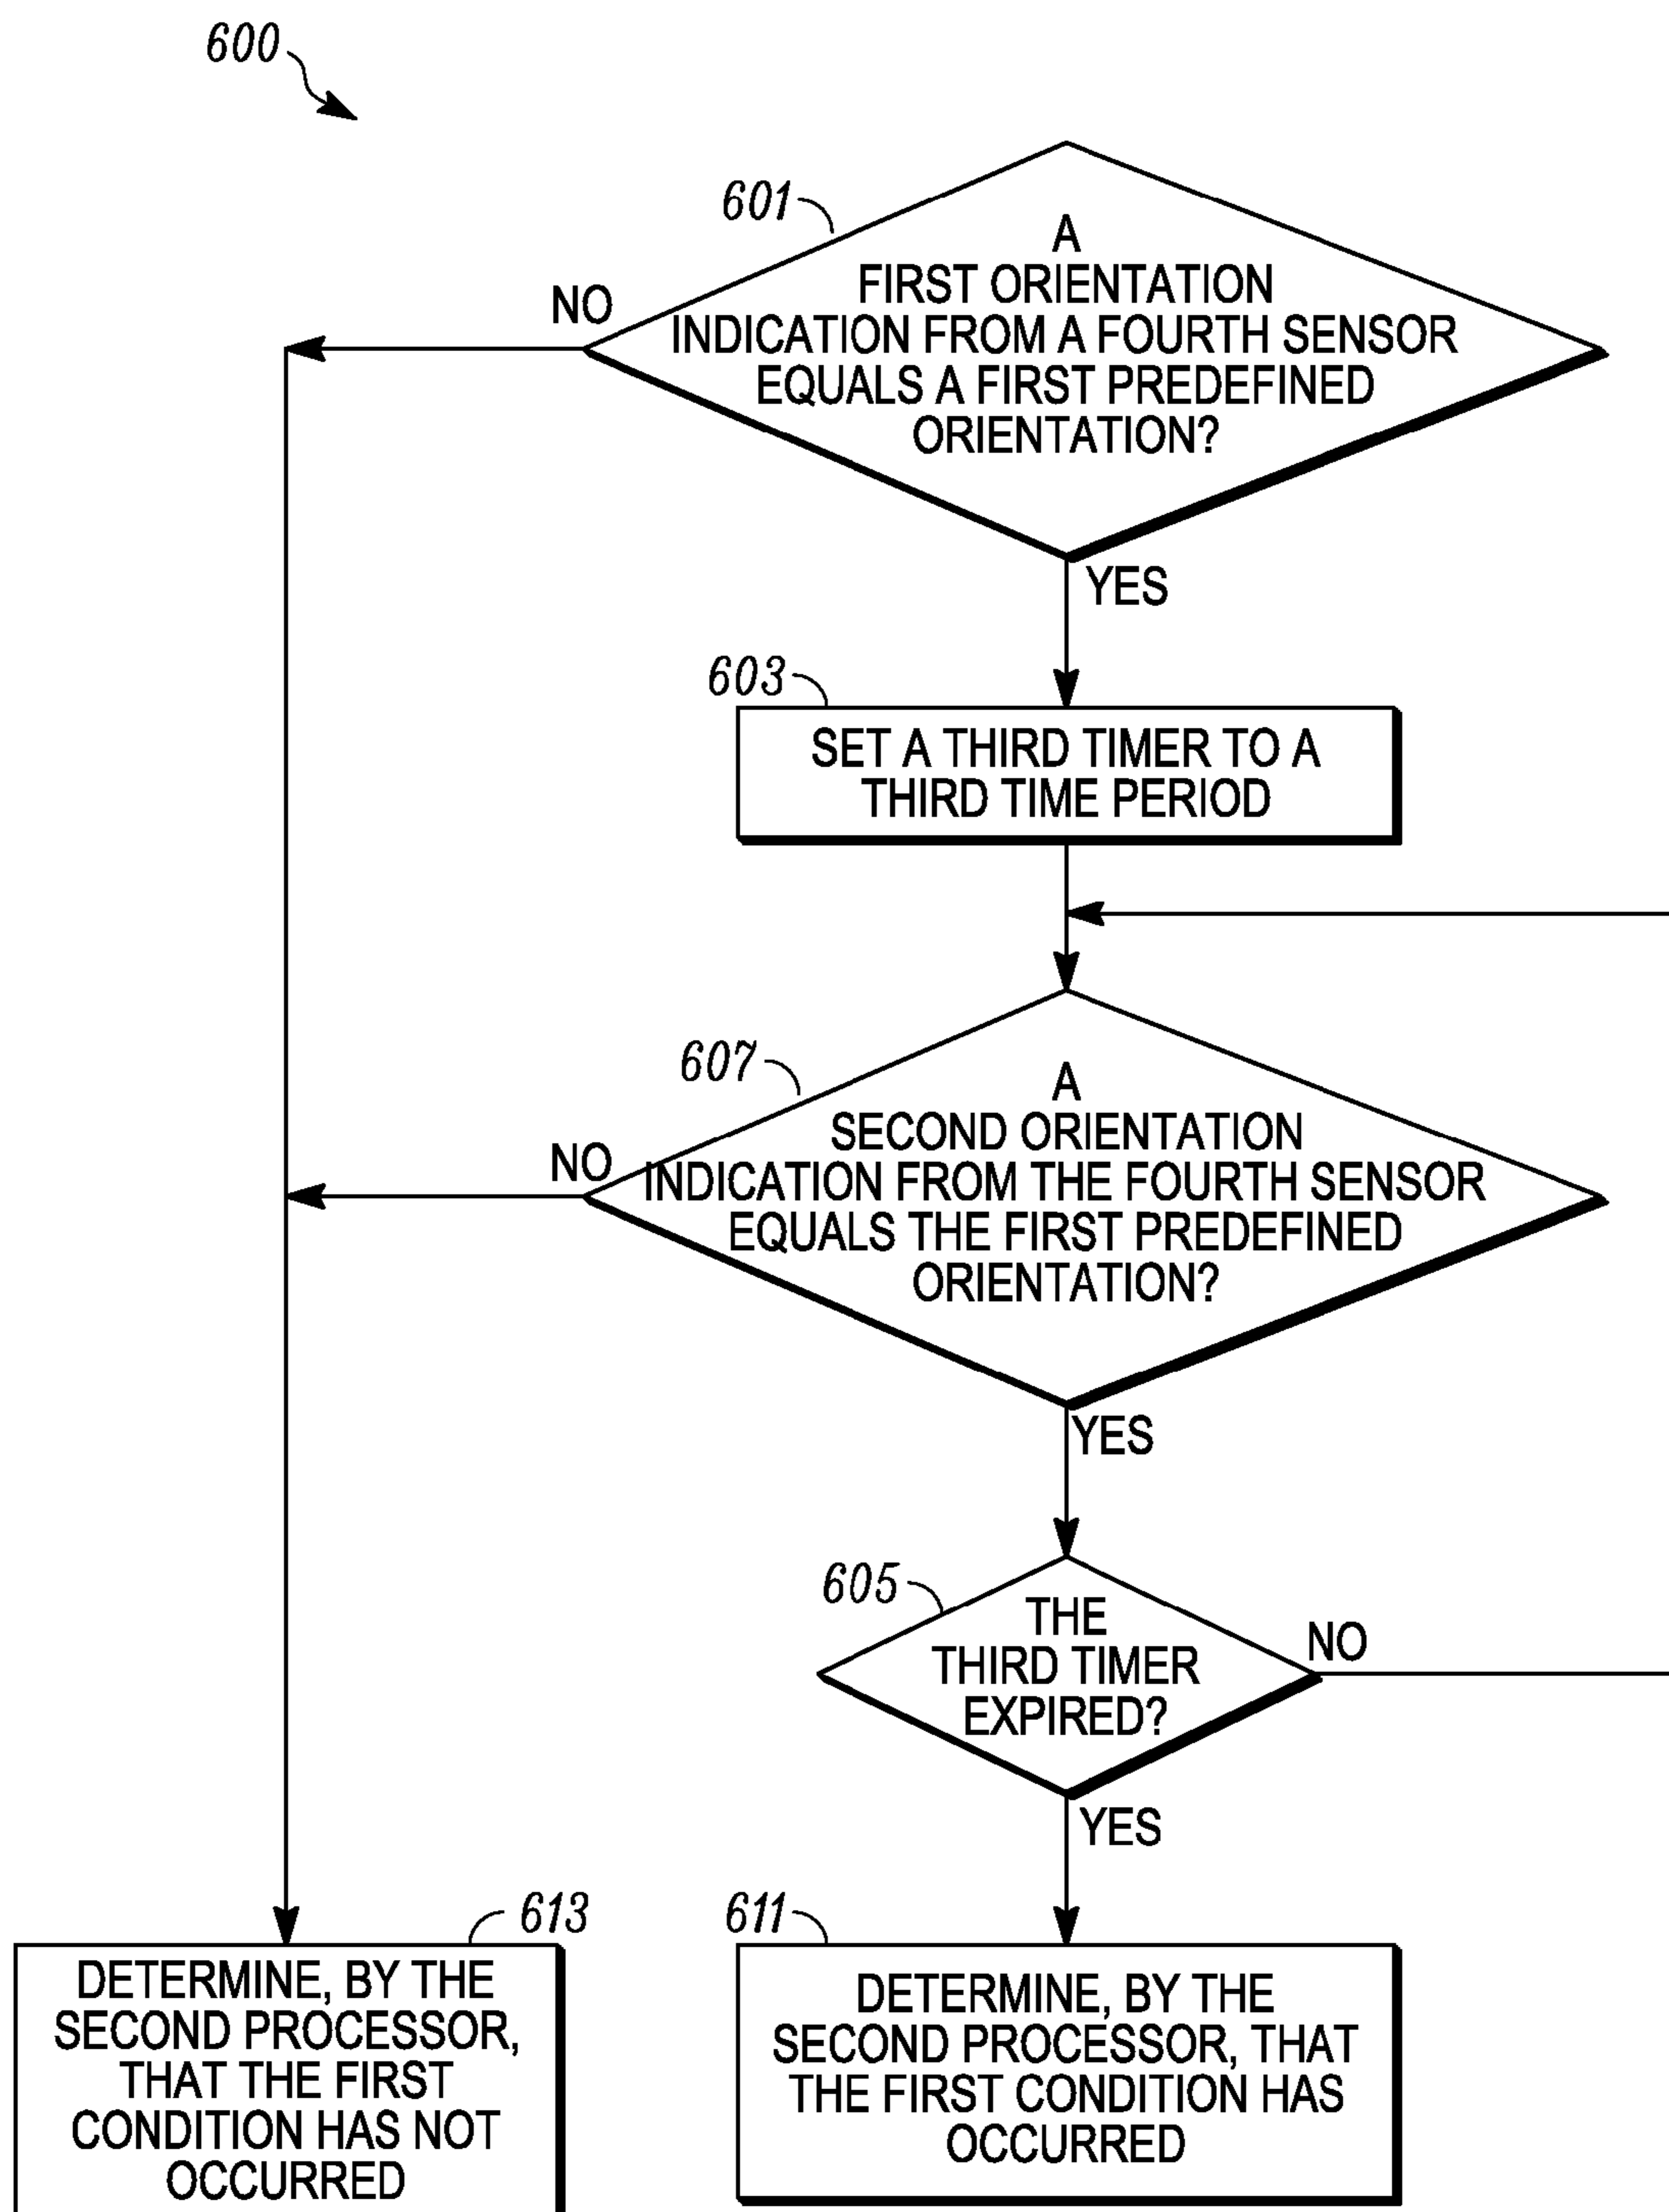 600
601
A
FIRST ORIENTATION
INDICATION FROM A FOURTH SENSOR
EQUALS A FIRST PREDEFINED
ORIENTATION?
NO
YES
603
SET A THIRD TIMER TO A
THIRD TIME PERIOD
607
A
SECOND ORIENTATION
INDICATION FROM THE FOURTH SENSOR
EQUALS THE FIRST PREDEFINED
ORIENTATION?
NO
YES
605
THE
THIRD TIMER
EXPIRED?
NO
YES
613
DETERMINE, BY THE
SECOND PROCESSOR,
THAT THE FIRST
CONDITION HAS NOT
OCCURRED
611
DETERMINE, BY THE
SECOND PROCESSOR, THAT
THE FIRST CONDITION HAS
OCCURRED